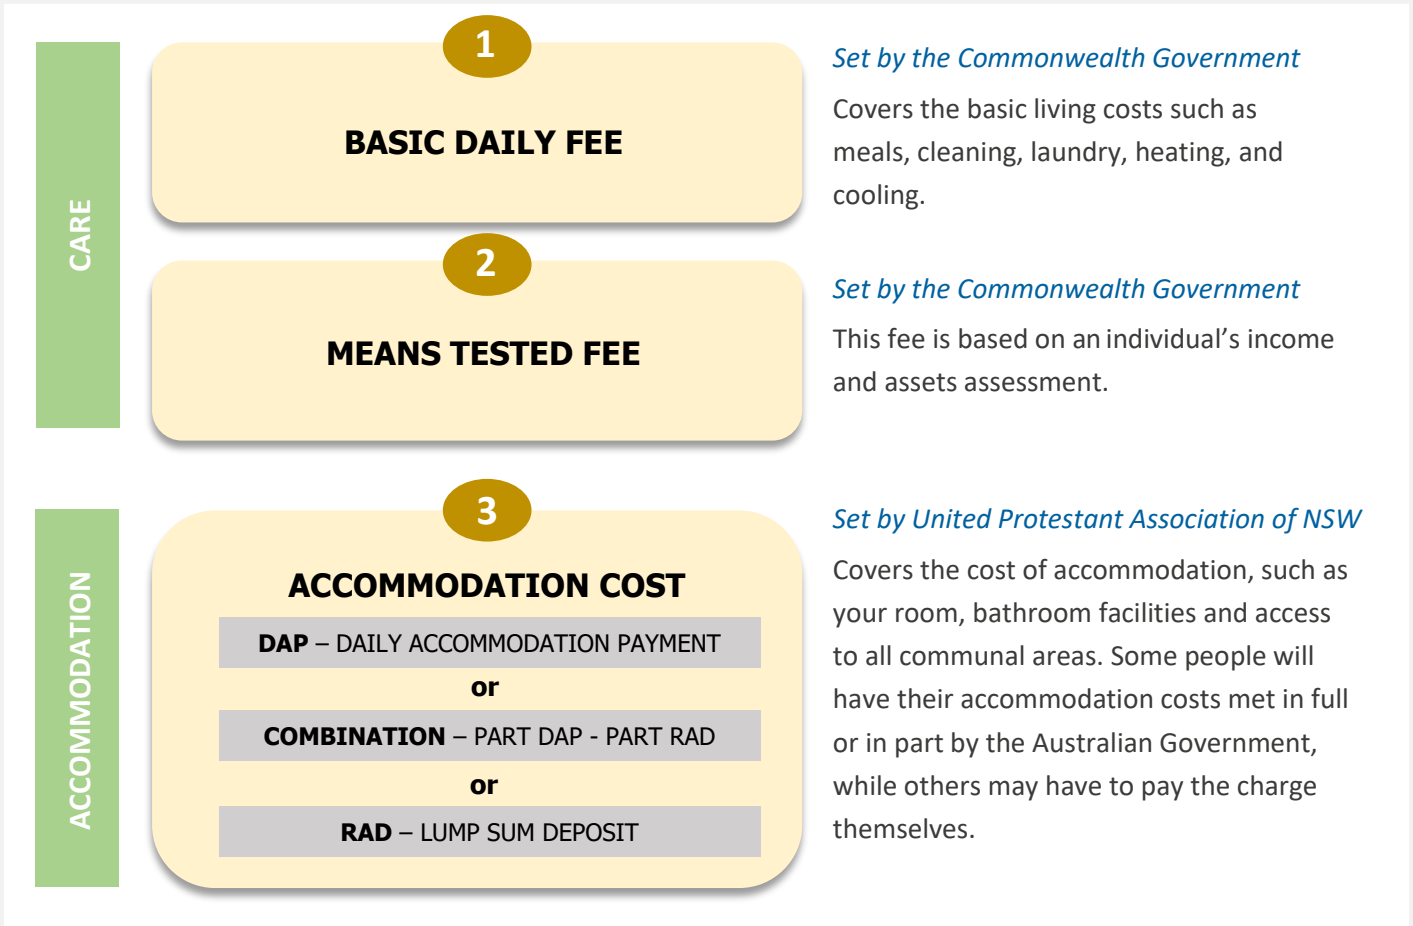 CARE
1
BASIC DAILY FEE
Set by the Commonwealth Government
Covers the basic living costs such as
meals, cleaning, laundry, heating, and
cooling.
2
MEANS TESTED FEE
Set by the Commonwealth Government
This fee is based on an individual’s income
and assets assessment.
ACCOMMODATION
3
ACCOMMODATION COST
DAP – DAILY ACCOMMODATION PAYMENT
or
COMBINATION – PART DAP - PART RAD
or
RAD – LUMP SUM DEPOSIT
Set by United Protestant Association of NSW
Covers the cost of accommodation, such as
your room, bathroom facilities and access
to all communal areas. Some people will
have their accommodation costs met in full
or in part by the Australian Government,
while others may have to pay the charge
themselves.